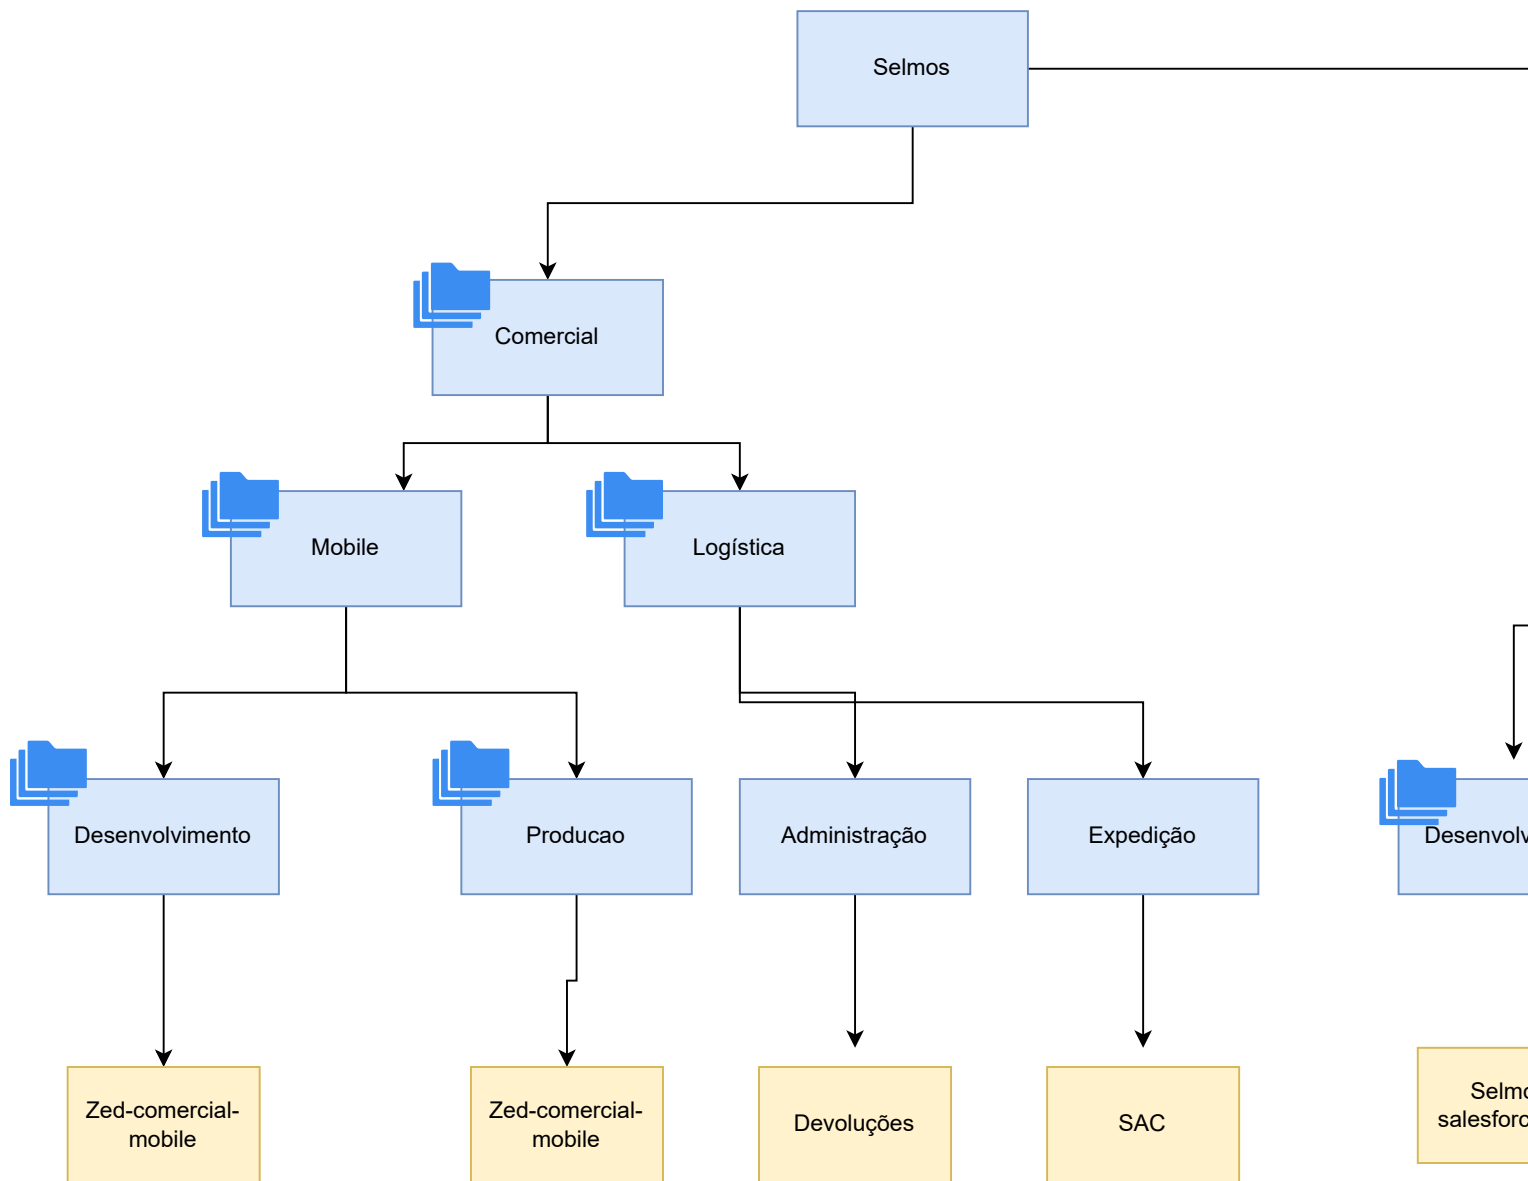 Selmos
Comercial
Mobile
Logística
Desenvolvimento
Producao
Administração
Expedição
Zed-comercial-
mobile
Zed-comercial-
mobile
Devoluções
SAC